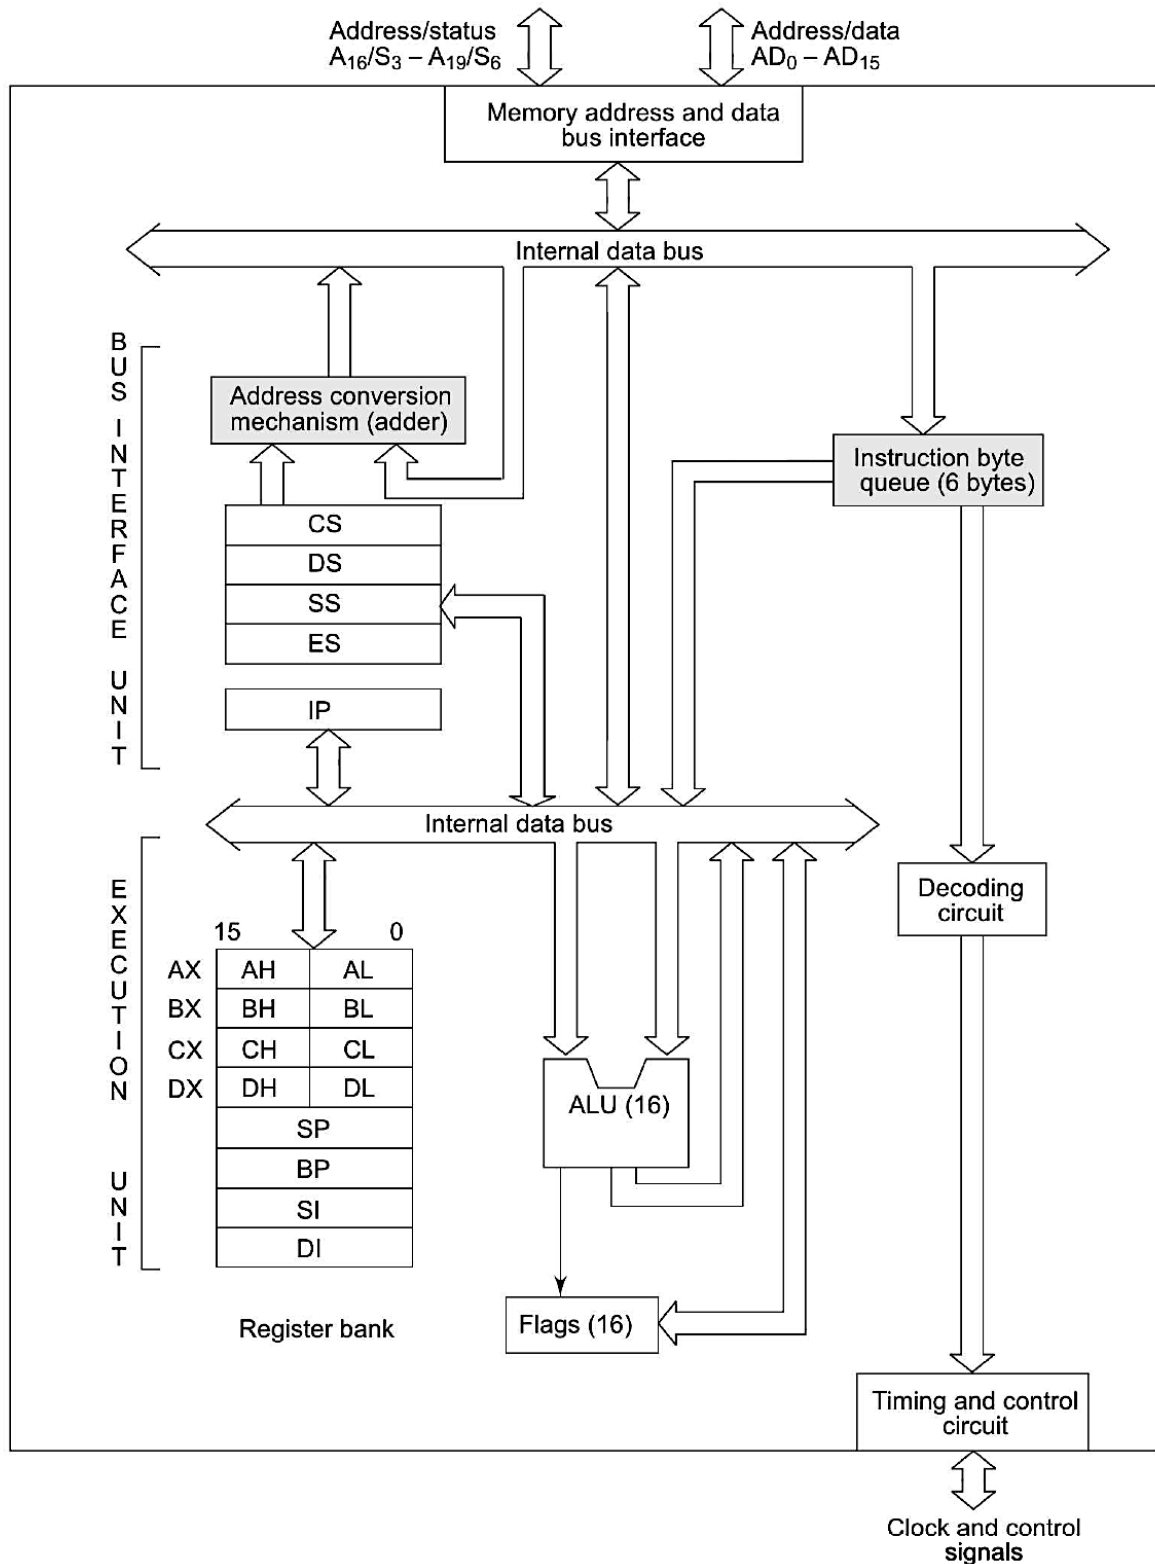 Address/status
A16/S3 – A19/S6
Address/data
AD0 – AD15
Memory address and data
bus interface
Internal data bus
BUS INTERFACE UNIT
Address conversion
mechanism (adder)
Instruction byte
queue (6 bytes)
CS
DS
SS
ES
IP
Internal data bus
EXECUTION UNIT
Decoding
circuit
15 0
AX AH AL
BX BH BL
CX CH CL
DX DH DL
SP
BP
SI
DI
ALU (16)
Register bank
Flags (16)
Timing and control
circuit
Clock and control
signals